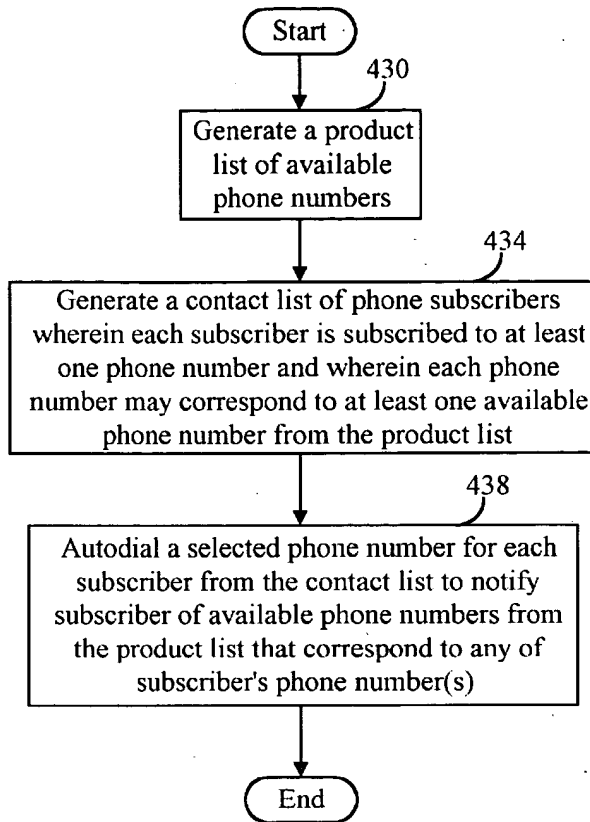 Start
430
Generate a product
list of available
phone numbers
434
Generate a contact list of phone subscribers
wherein each subscriber is subscribed to at least
one phone number and wherein each phone
number may correspond to at least one available
phone number from the product list
438
Autodial a selected phone number for each
subscriber from the contact list to notify
subscriber of available phone numbers from
the product list that correspond to any of
subscriber's phone number(s)
End